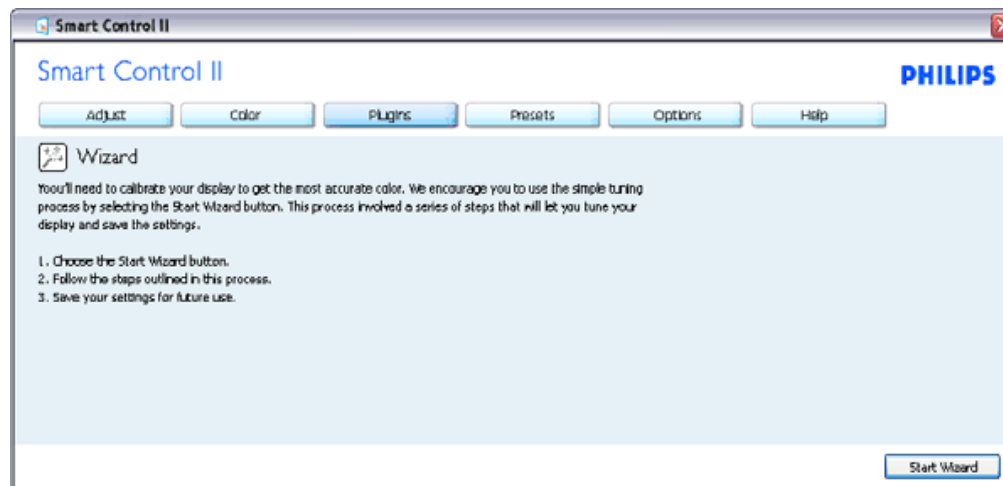 Smart Control II
Smart Control II
PHILIPS
Adjust Color Plugins Presets Options Help
Wizard
Yoou'll need to calibrate your display to get the most accurate color. We encourage you to use the simple tuning
process by selecting the Start Wizard button. This process involved a series of steps that will let you tune your
display and save the settings.
1. Choose the Start Wizard button.
2. Follow the steps outlined in this process.
3. Save your settings for future use.
Start Wizard